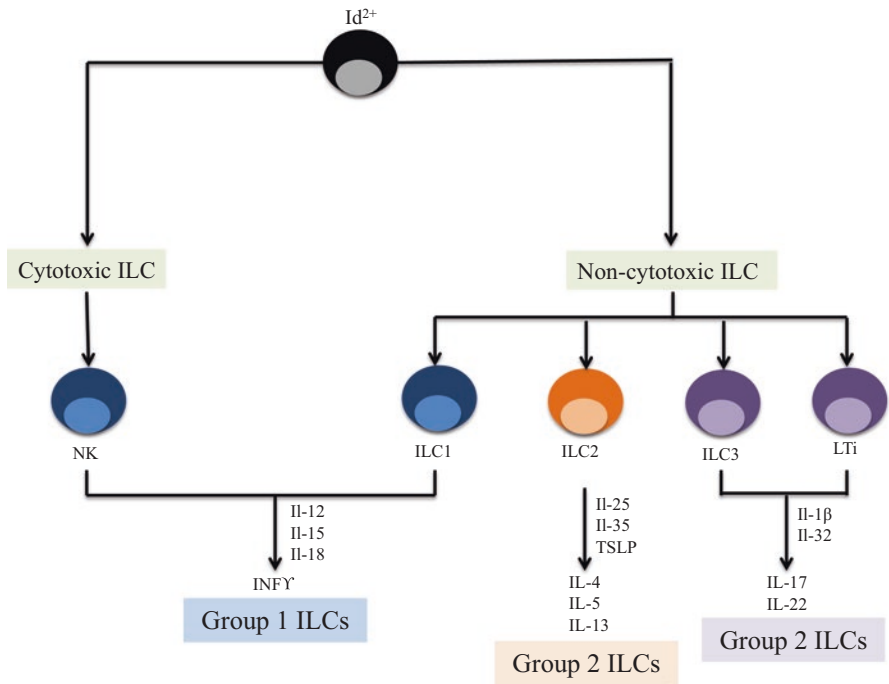 Id²⁺
Cytotoxic ILC
Non-cytotoxic ILC
NK
ILC1
ILC2
ILC3
LTi
Il-12
Il-15
Il-18
INFϒ
Group 1 ILCs
Il-25
Il-35
TSLP
IL-4
IL-5
IL-13
Group 2 ILCs
Il-1β
Il-32
IL-17
IL-22
Group 2 ILCs